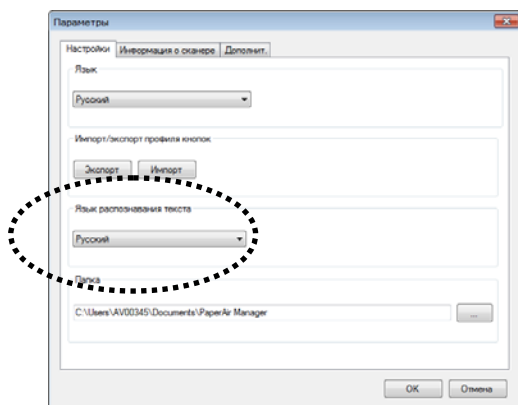 Параметры
Настройки Информация о сканере Дополнит.
Язык
Русский
Импорт/экспорт профиля кнопок
Экспорт Импорт
Язык распознавания текста
Русский
Папка
C:\Users\AV00345\Documents\PaperAir Manager
...
OK Отмена